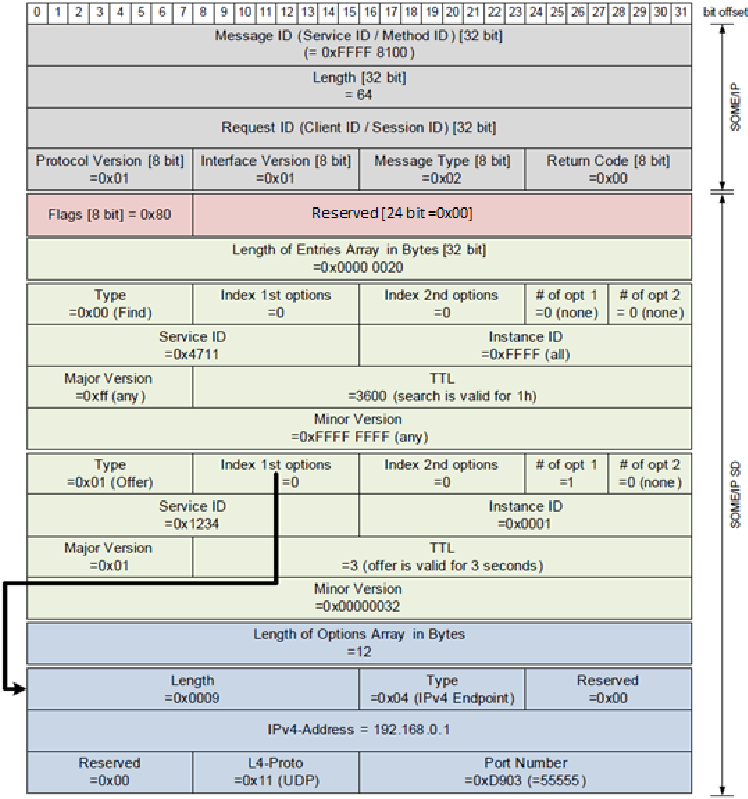 0 1 2 3 4 5 6 7 8 9 10 11 12 13 14 15 16 17 18 19 20 21 22 23 24 25 26 27 28 29 30 31 bit offset
Message ID (Service ID / Method ID) [32 bit]
(= 0xFFFF 8100)
Length [32 bit]
= 64
Request ID (Client ID / Session ID) [32 bit]
Protocol Version [8 bit]
=0x01
Interface Version [8 bit]
=0x01
Message Type [8 bit]
=0x02
Return Code [8 bit]
=0x00
SOME/IP
Flags [8 bit] = 0x80
Reserved [24 bit =0x00]
Length of Entries Array in Bytes [32 bit]
=0x0000 0020
Type
=0x00 (Find)
Index 1st options
=0
Index 2nd options
=0
# of opt 1
=0 (none)
# of opt 2
= 0 (none)
Service ID
=0x4711
Instance ID
=0xFFFF (all)
Major Version
=0xff (any)
TTL
=3600 (search is valid for 1h)
Minor Version
=0xFFFF FFFF (any)
Type
=0x01 (Offer)
Index 1st options
=0
Index 2nd options
=0
# of opt 1
=1
# of opt 2
=0 (none)
Service ID
=0x1234
Instance ID
=0x0001
Major Version
=0x01
TTL
=3 (offer is valid for 3 seconds)
Minor Version
=0x00000032
Length of Options Array in Bytes
=12
Length
=0x0009
Type
=0x04 (IPv4 Endpoint)
Reserved
=0x00
IPv4-Address = 192.168.0.1
Reserved
=0x00
L4-Proto
=0x11 (UDP)
Port Number
=0xD903 (=55555)
SOME/IP SD